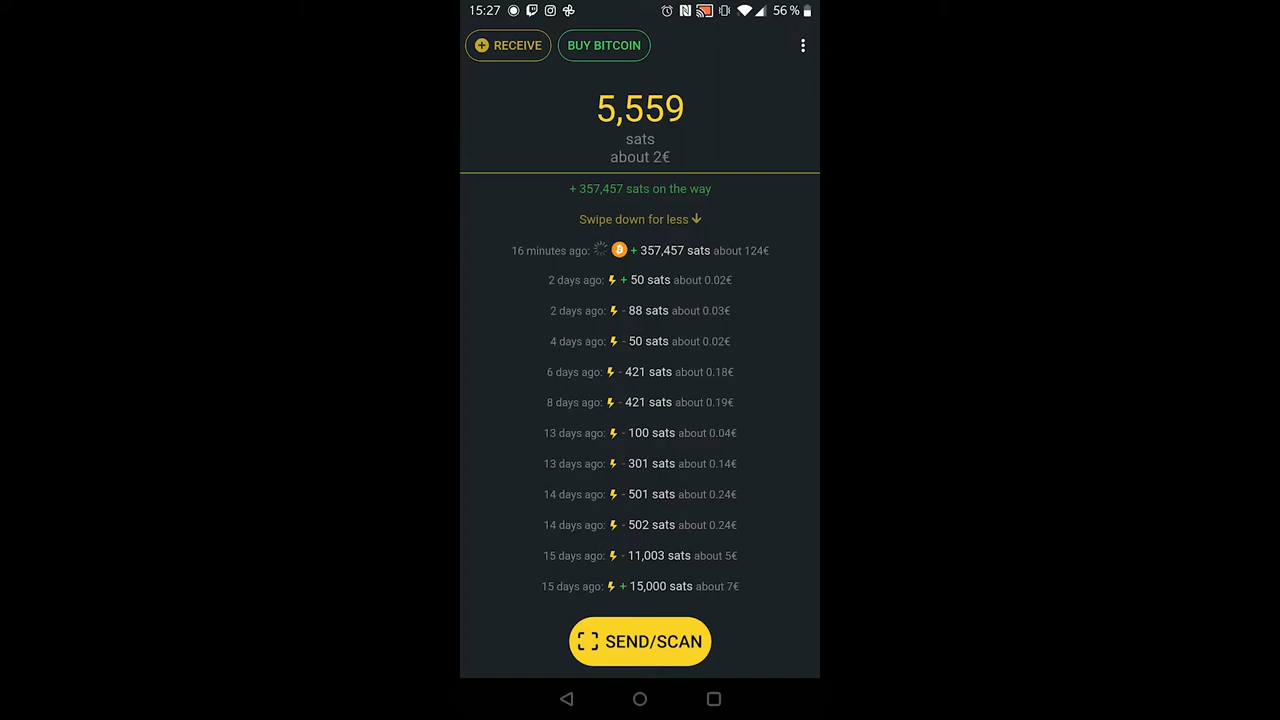 15:27 56 %
RECEIVE BUY BITCOIN
5,559
sats
about 2€
+ 357,457 sats on the way
Swipe down for less
16 minutes ago: + 357,457 sats about 124€
2 days ago: + 50 sats about 0.02€
2 days ago: - 88 sats about 0.03€
4 days ago: - 50 sats about 0.02€
6 days ago: - 421 sats about 0.18€
8 days ago: - 421 sats about 0.19€
13 days ago: - 100 sats about 0.04€
13 days ago: - 301 sats about 0.14€
14 days ago: - 501 sats about 0.24€
14 days ago: - 502 sats about 0.24€
15 days ago: - 11,003 sats about 5€
15 days ago: + 15,000 sats about 7€
SEND/SCAN